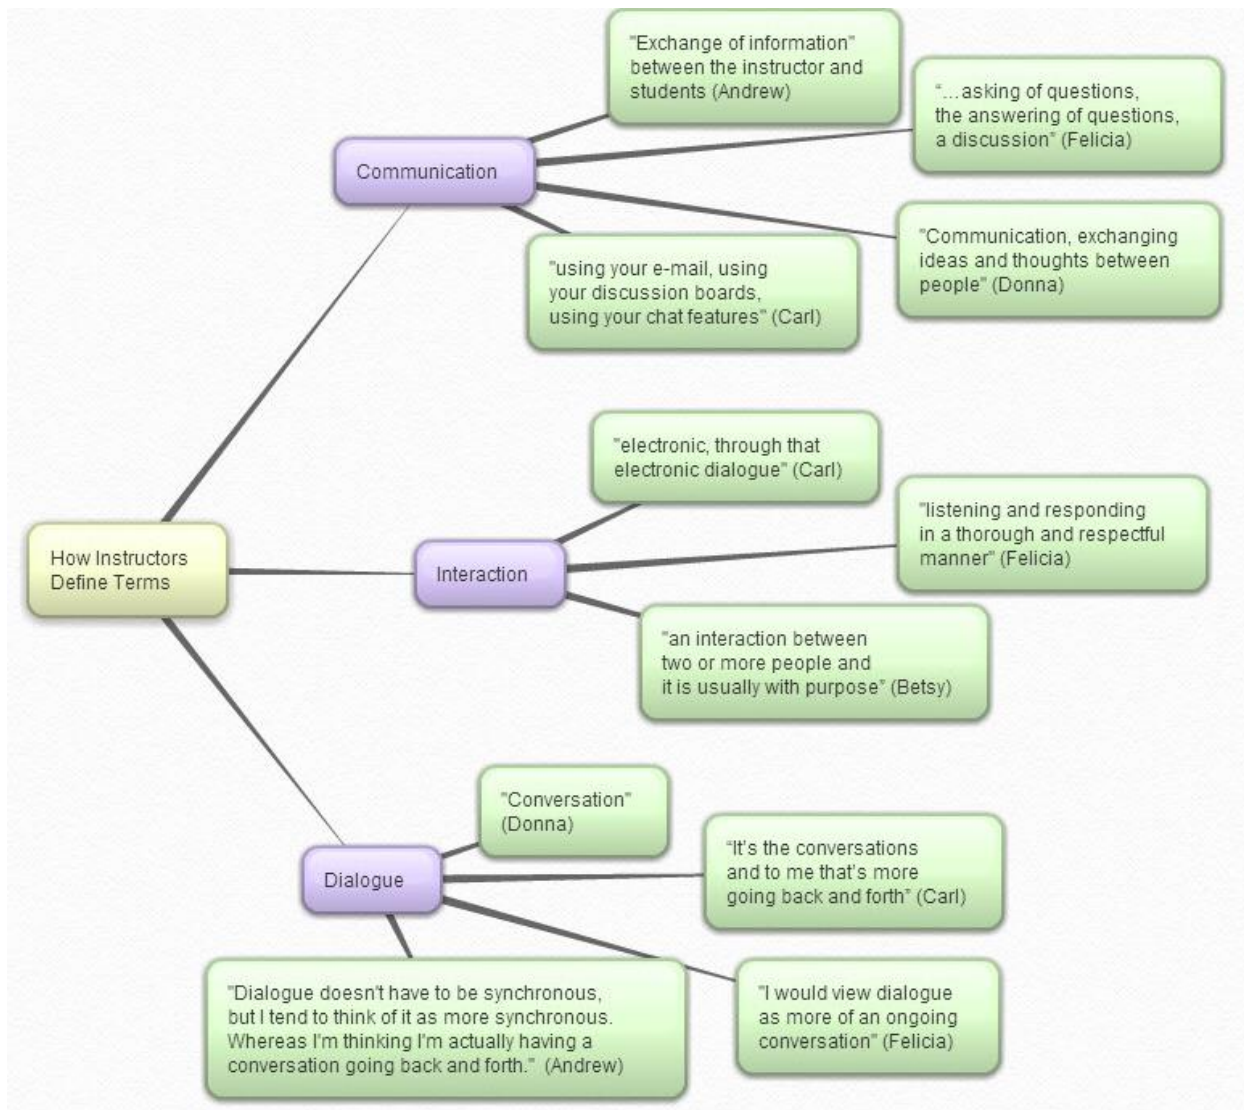 "Exchange of information"
between the instructor and
students (Andrew)
"...asking of questions,
the answering of questions,
a discussion" (Felicia)
Communication
"Communication, exchanging
ideas and thoughts between
people" (Donna)
"using your e-mail, using
your discussion boards,
using your chat features" (Carl)
"electronic, through that
electronic dialogue" (Carl)
"listening and responding
in a thorough and respectful
manner" (Felicia)
How Instructors
Define Terms
Interaction
"an interaction between
two or more people and
it is usually with purpose" (Betsy)
"Conversation"
(Donna)
"It's the conversations
and to me that's more
going back and forth" (Carl)
Dialogue
"Dialogue doesn't have to be synchronous,
but I tend to think of it as more synchronous.
Whereas I'm thinking I'm actually having a
conversation going back and forth." (Andrew)
"I would view dialogue
as more of an ongoing
conversation" (Felicia)